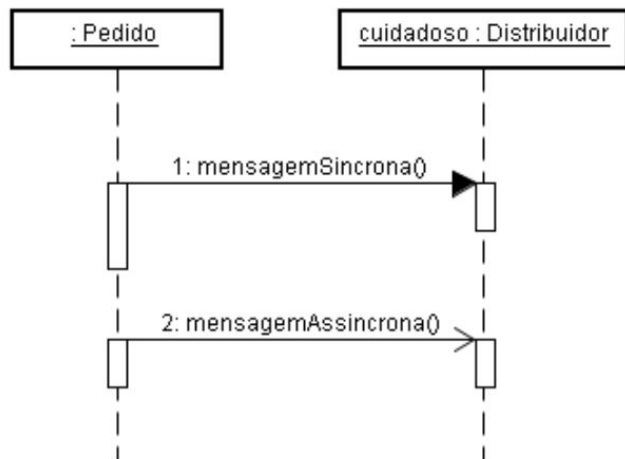 : Pedido
cuidadoso : Distribuidor
1: mensagemSincrona()
2: mensagemAssincrona()